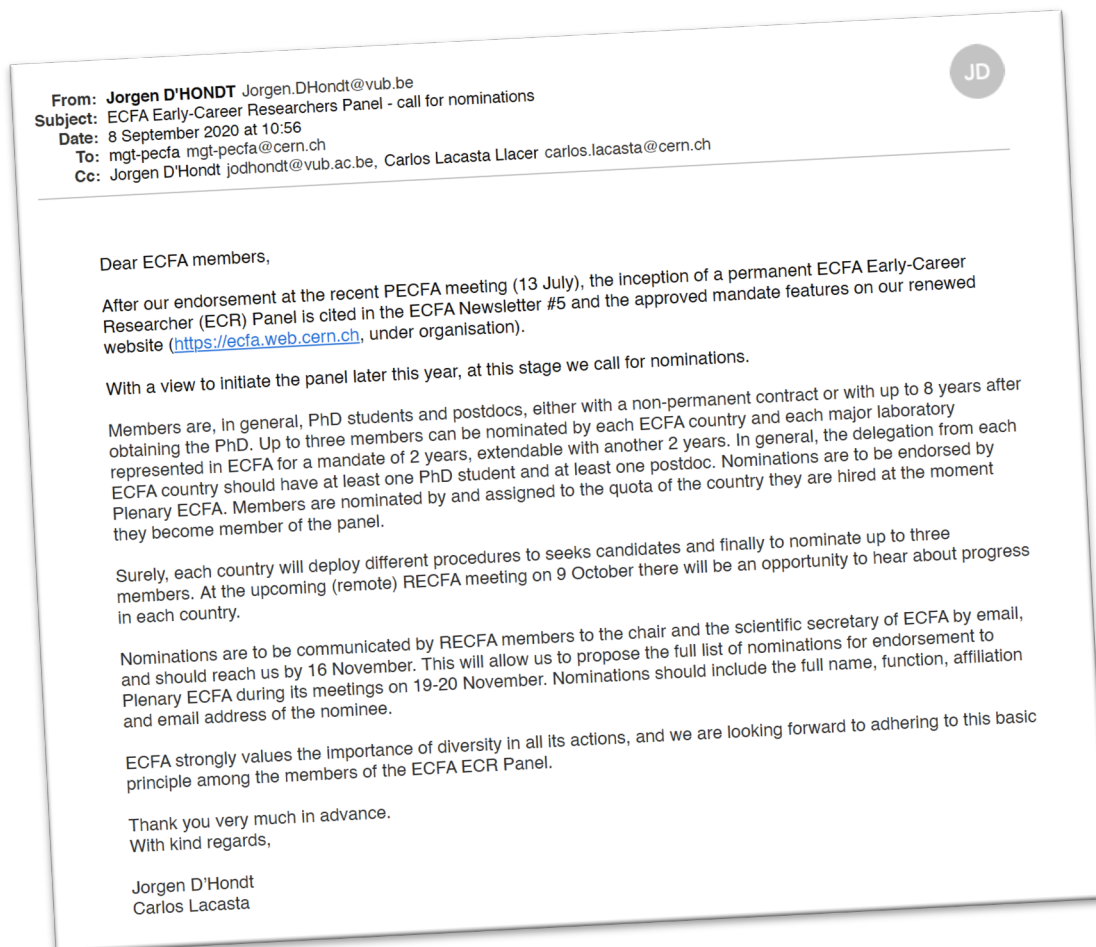 JD
From: Jorgen D'HONDT Jorgen.DHondt@vub.be
Subject: ECFA Early-Career Researchers Panel - call for nominations
Date: 8 September 2020 at 10:56
To: mgt-pecfa mgt-pecfa@cern.ch
Cc: Jorgen D'Hondt jodhondt@vub.ac.be, Carlos Lacasta Llacer carlos.lacasta@cern.ch
Dear ECFA members,
After our endorsement at the recent PECFA meeting (13 July), the inception of a permanent ECFA Early-Career
Researcher (ECR) Panel is cited in the ECFA Newsletter #5 and the approved mandate features on our renewed
website (https://ecfa.web.cern.ch, under organisation).
With a view to initiate the panel later this year, at this stage we call for nominations.
Members are, in general, PhD students and postdocs, either with a non-permanent contract or with up to 8 years after
obtaining the PhD. Up to three members can be nominated by each ECFA country and each major laboratory
represented in ECFA for a mandate of 2 years, extendable with another 2 years. In general, the delegation from each
ECFA country should have at least one PhD student and at least one postdoc. Nominations are to be endorsed by
Plenary ECFA. Members are nominated by and assigned to the quota of the country they are hired at the moment
they become member of the panel.
Surely, each country will deploy different procedures to seeks candidates and finally to nominate up to three
members. At the upcoming (remote) RECFA meeting on 9 October there will be an opportunity to hear about progress
in each country.
Nominations are to be communicated by RECFA members to the chair and the scientific secretary of ECFA by email,
and should reach us by 16 November. This will allow us to propose the full list of nominations for endorsement to
Plenary ECFA during its meetings on 19-20 November. Nominations should include the full name, function, affiliation
and email address of the nominee.
ECFA strongly values the importance of diversity in all its actions, and we are looking forward to adhering to this basic
principle among the members of the ECFA ECR Panel.
Thank you very much in advance.
With kind regards,
Jorgen D'Hondt
Carlos Lacasta